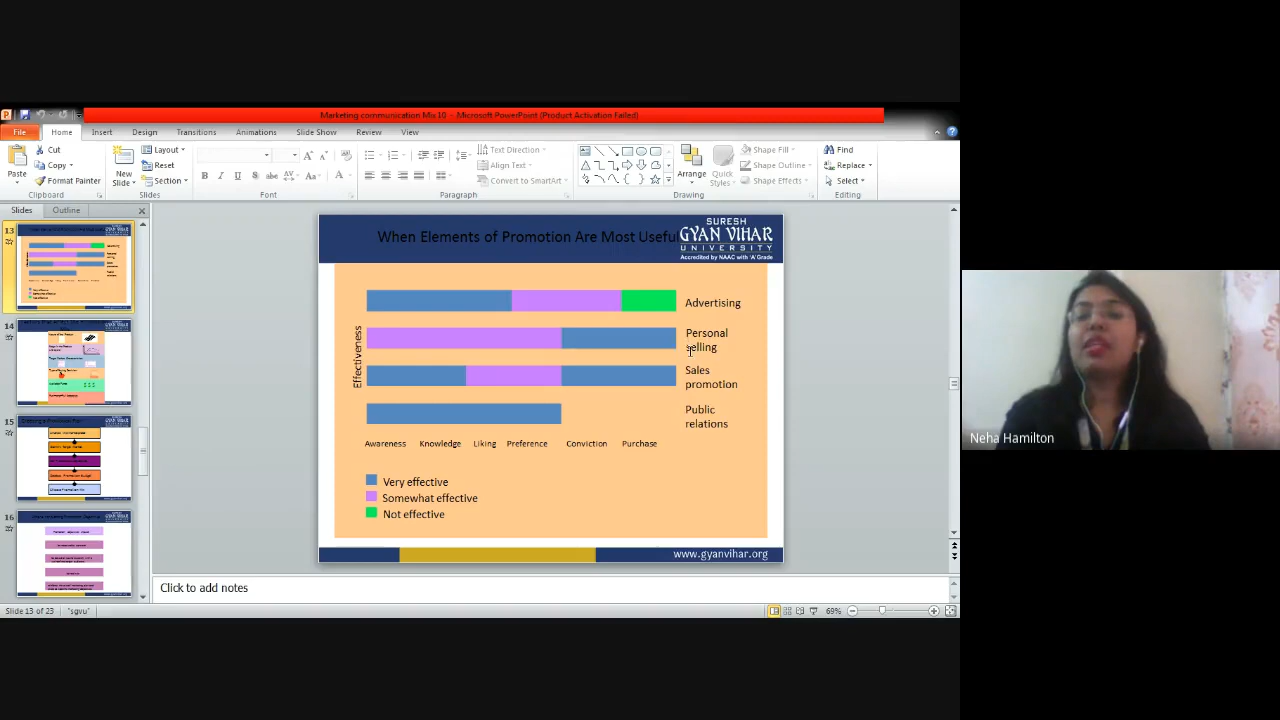 Marketing communication Mix 10 - Microsoft PowerPoint (Product Activation Failed)
File Home Insert Design Transitions Animations Slide Show Review View
Cut
Copy
Format Painter
Paste
Clipboard
New
Slide
Layout
Reset
Section
Slides
Font
Text Direction
Align Text
Convert to SmartArt
Paragraph
Arrange
Quick
Styles
Shape Fill
Shape Outline
Shape Effects
Drawing
Find
Replace
Select
Editing
Slides Outline
13
14
15
16
When Elements of Promotion Are Most Useful
SURESH
GYAN VIHAR
UNIVERSITY
Accredited by NAAC with 'A' Grade
Effectiveness
Advertising
Personal
selling
Sales
promotion
Public
relations
Awareness Knowledge Liking Preference Conviction Purchase
Very effective
Somewhat effective
Not effective
www.gyanvihar.org
Neha Hamilton
Click to add notes
Slide 13 of 23 "sgvu" 69%